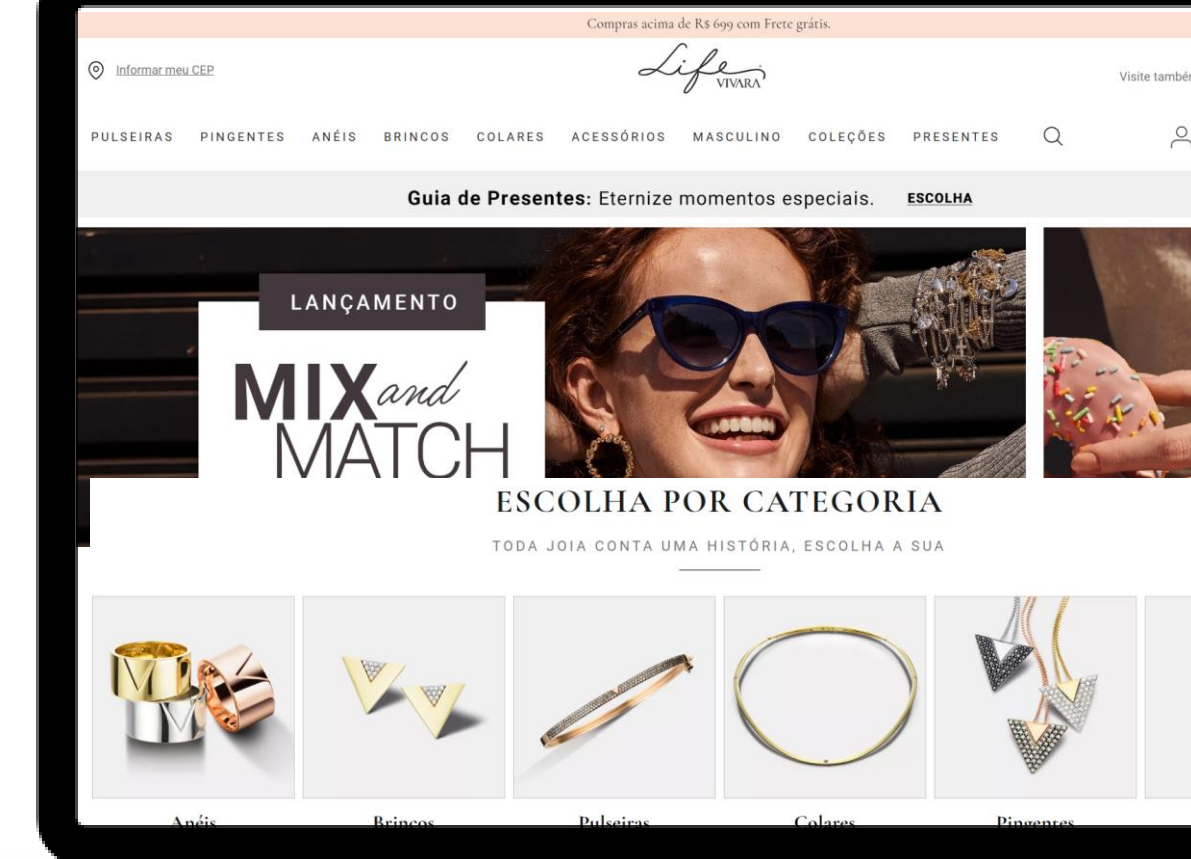 Compras acima de R$ 699 com Frete grátis.
Informar meu CEP
Life
VIVARA
Visite tambén
PULSEIRAS PINGENTES ANÉIS BRINCOS COLARES ACESSÓRIOS MASCULINO COLEÇÕES PRESENTES
Guia de Presentes: Eternize momentos especiais. ESCOLHA
LANÇAMENTO
MIX and
MATCH
ESCOLHA POR CATEGORIA
TODA JOIA CONTA UMA HISTÓRIA, ESCOLHA A SUA
Anéis Brincos Pulseiras Colares Pingentes